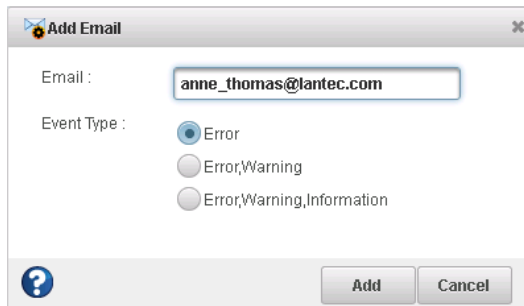 Add Email
Email : anne_thomas@lantec.com
Event Type : Error
Error,Warning
Error,Warning,Information
? Add Cancel